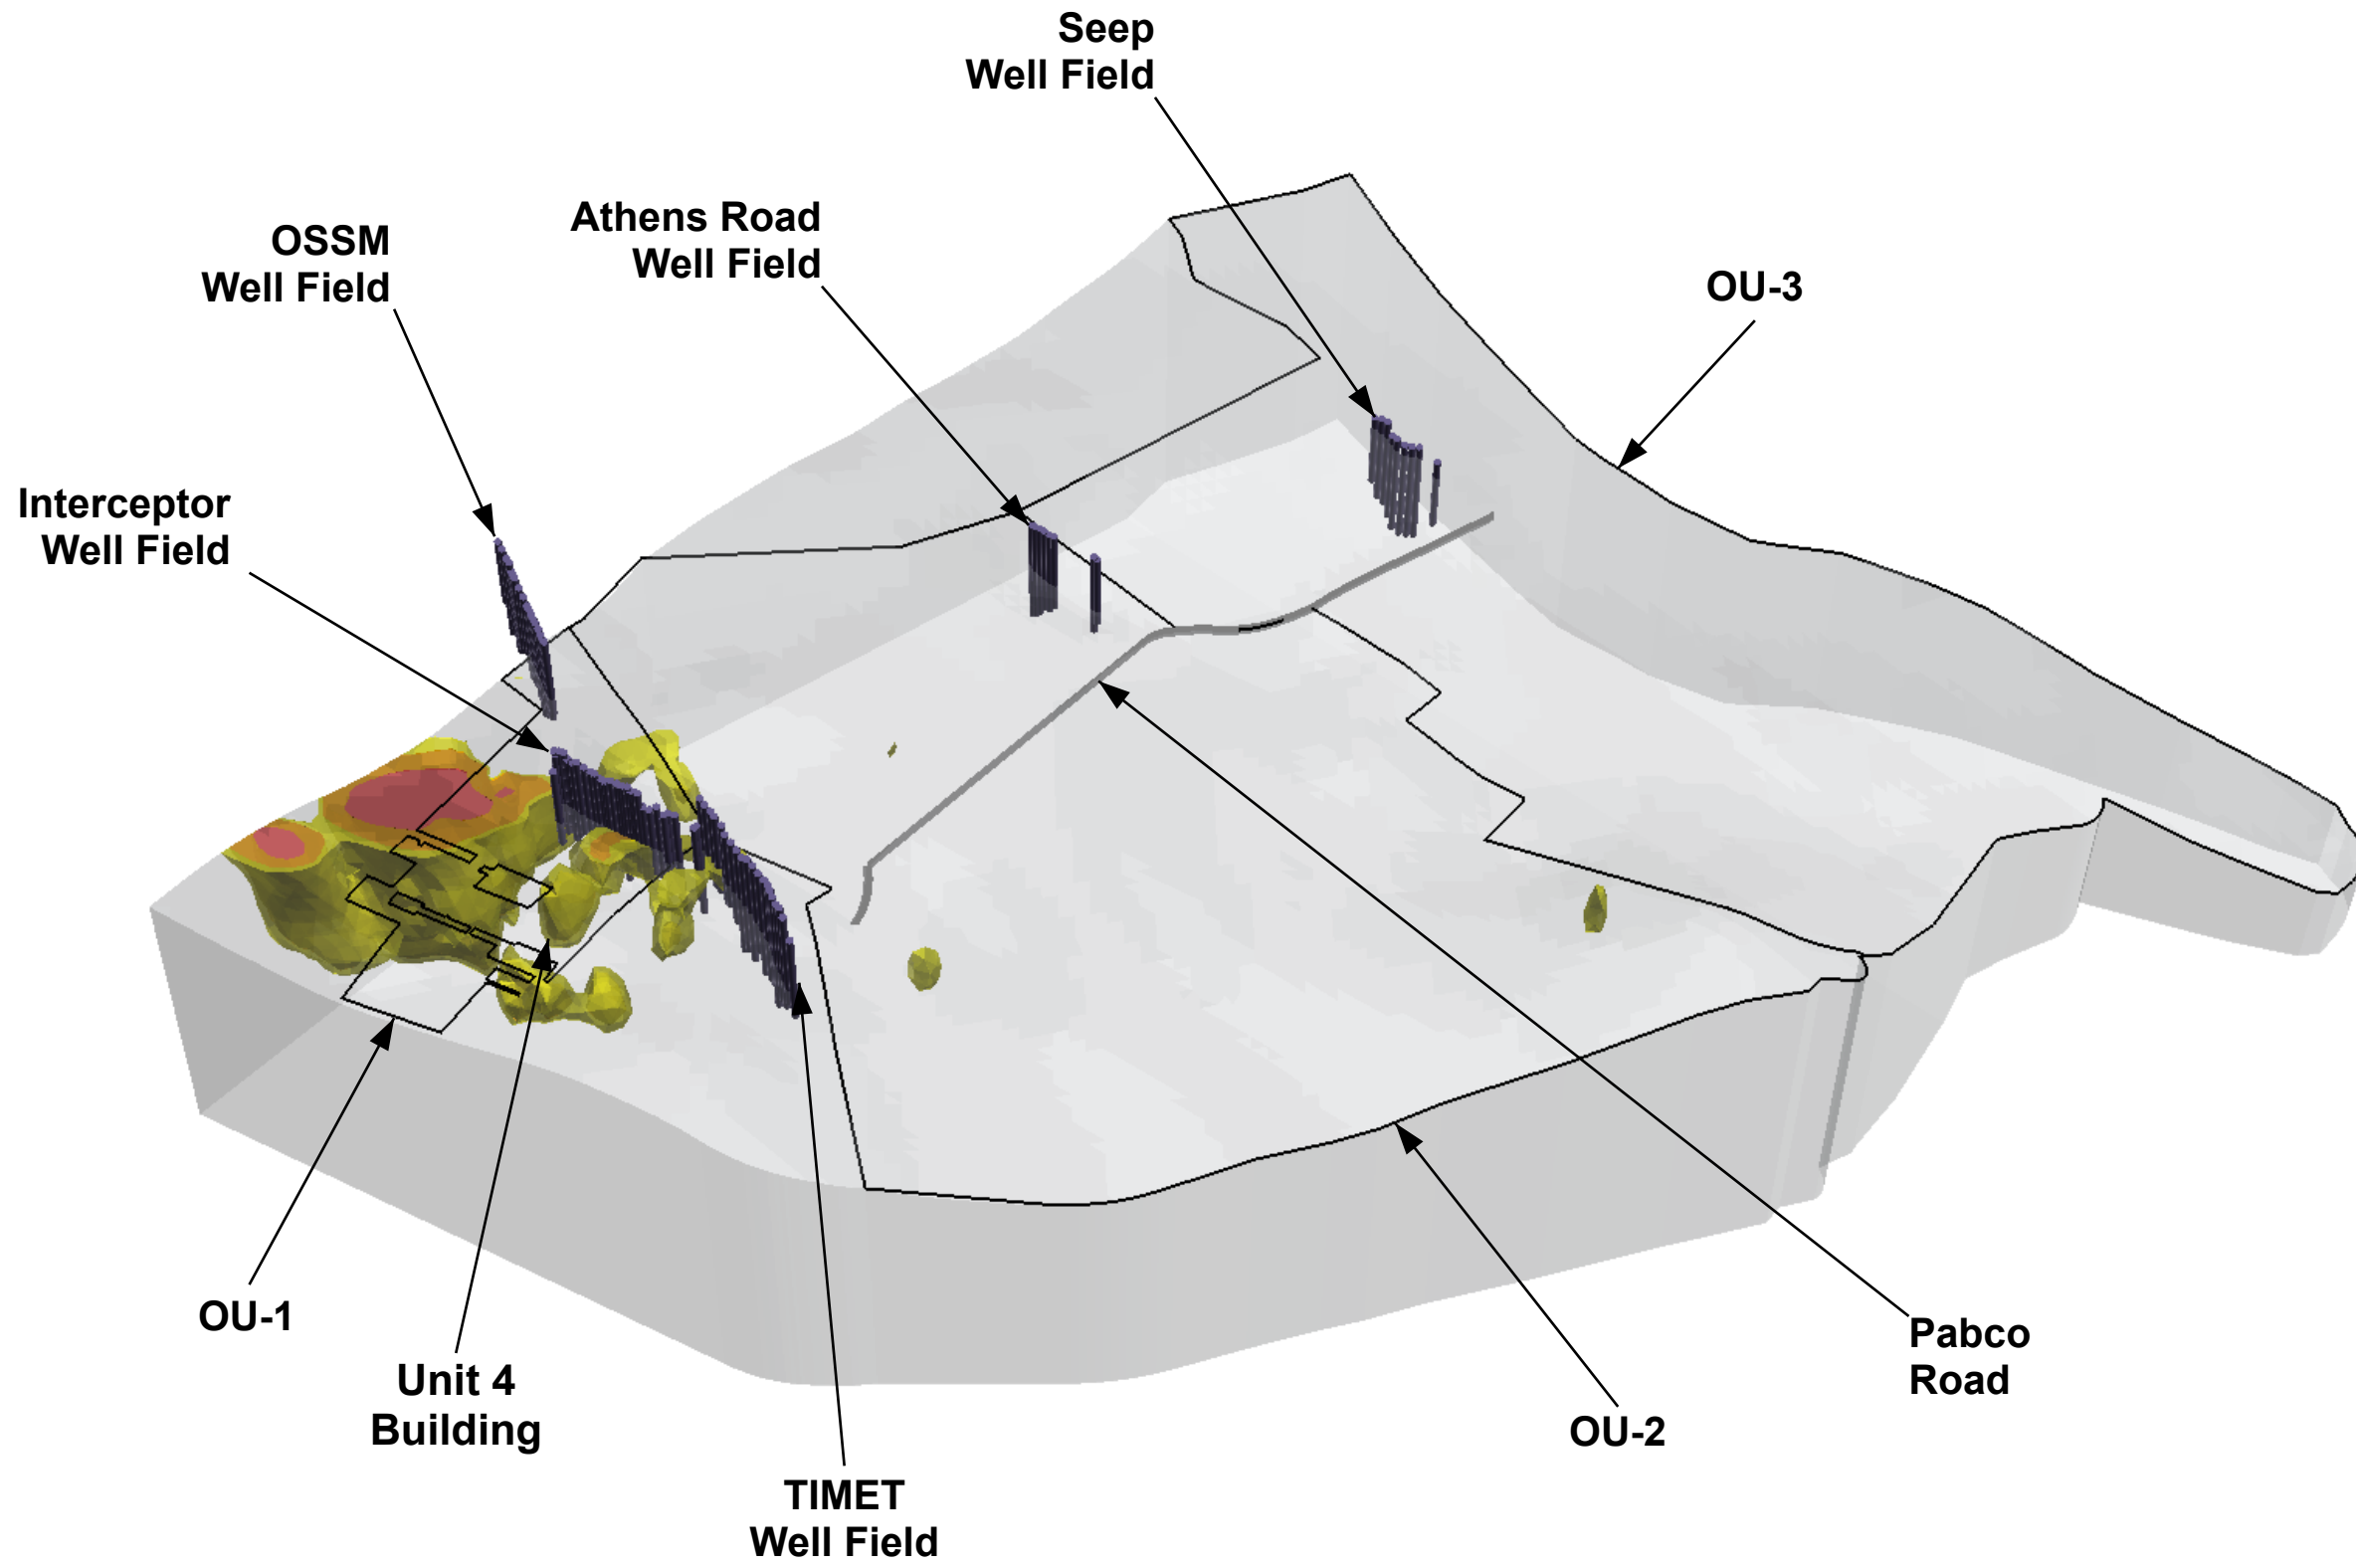 Seep
Well Field
Athens Road
Well Field
OSSM
Well Field
OU-3
Interceptor
Well Field
OU-1
Unit 4
Building
Pabco
Road
OU-2
TIMET
Well Field